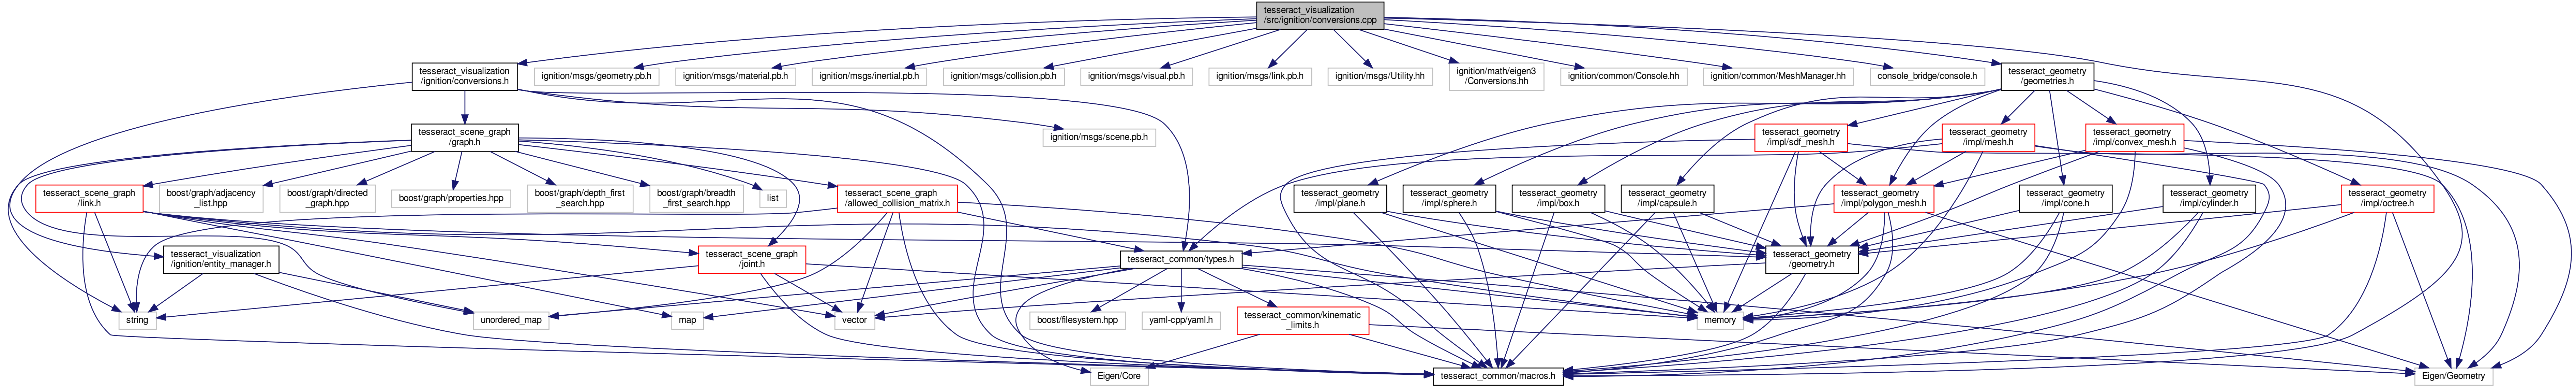 tesseract_visualization
/src/ignition/conversions.cpp
tesseract_visualization
/ignition/conversions.h
ignition/msgs/geometry.pb.h
ignition/msgs/material.pb.h
ignition/msgs/inertial.pb.h
ignition/msgs/collision.pb.h
ignition/msgs/visual.pb.h
ignition/msgs/link.pb.h
ignition/msgs/Utility.hh
ignition/math/eigen3
/Conversions.hh
ignition/common/Console.hh
ignition/common/MeshManager.hh
console_bridge/console.h
tesseract_geometry
/geometries.h
tesseract_scene_graph
/graph.h
ignition/msgs/scene.pb.h
tesseract_geometry
/impl/sdf_mesh.h
tesseract_geometry
/impl/mesh.h
tesseract_geometry
/impl/convex_mesh.h
tesseract_scene_graph
/link.h
boost/graph/adjacency
_list.hpp
boost/graph/directed
_graph.hpp
boost/graph/properties.hpp
boost/graph/depth_first
_search.hpp
boost/graph/breadth
_first_search.hpp
list
tesseract_scene_graph
/allowed_collision_matrix.h
tesseract_geometry
/impl/plane.h
tesseract_geometry
/impl/sphere.h
tesseract_geometry
/impl/box.h
tesseract_geometry
/impl/capsule.h
tesseract_geometry
/impl/polygon_mesh.h
tesseract_geometry
/impl/cone.h
tesseract_geometry
/impl/cylinder.h
tesseract_geometry
/impl/octree.h
tesseract_visualization
/ignition/entity_manager.h
tesseract_scene_graph
/joint.h
tesseract_common/types.h
tesseract_geometry
/geometry.h
string
unordered_map
map
vector
boost/filesystem.hpp
yaml-cpp/yaml.h
tesseract_common/kinematic
_limits.h
memory
Eigen/Core
tesseract_common/macros.h
Eigen/Geometry